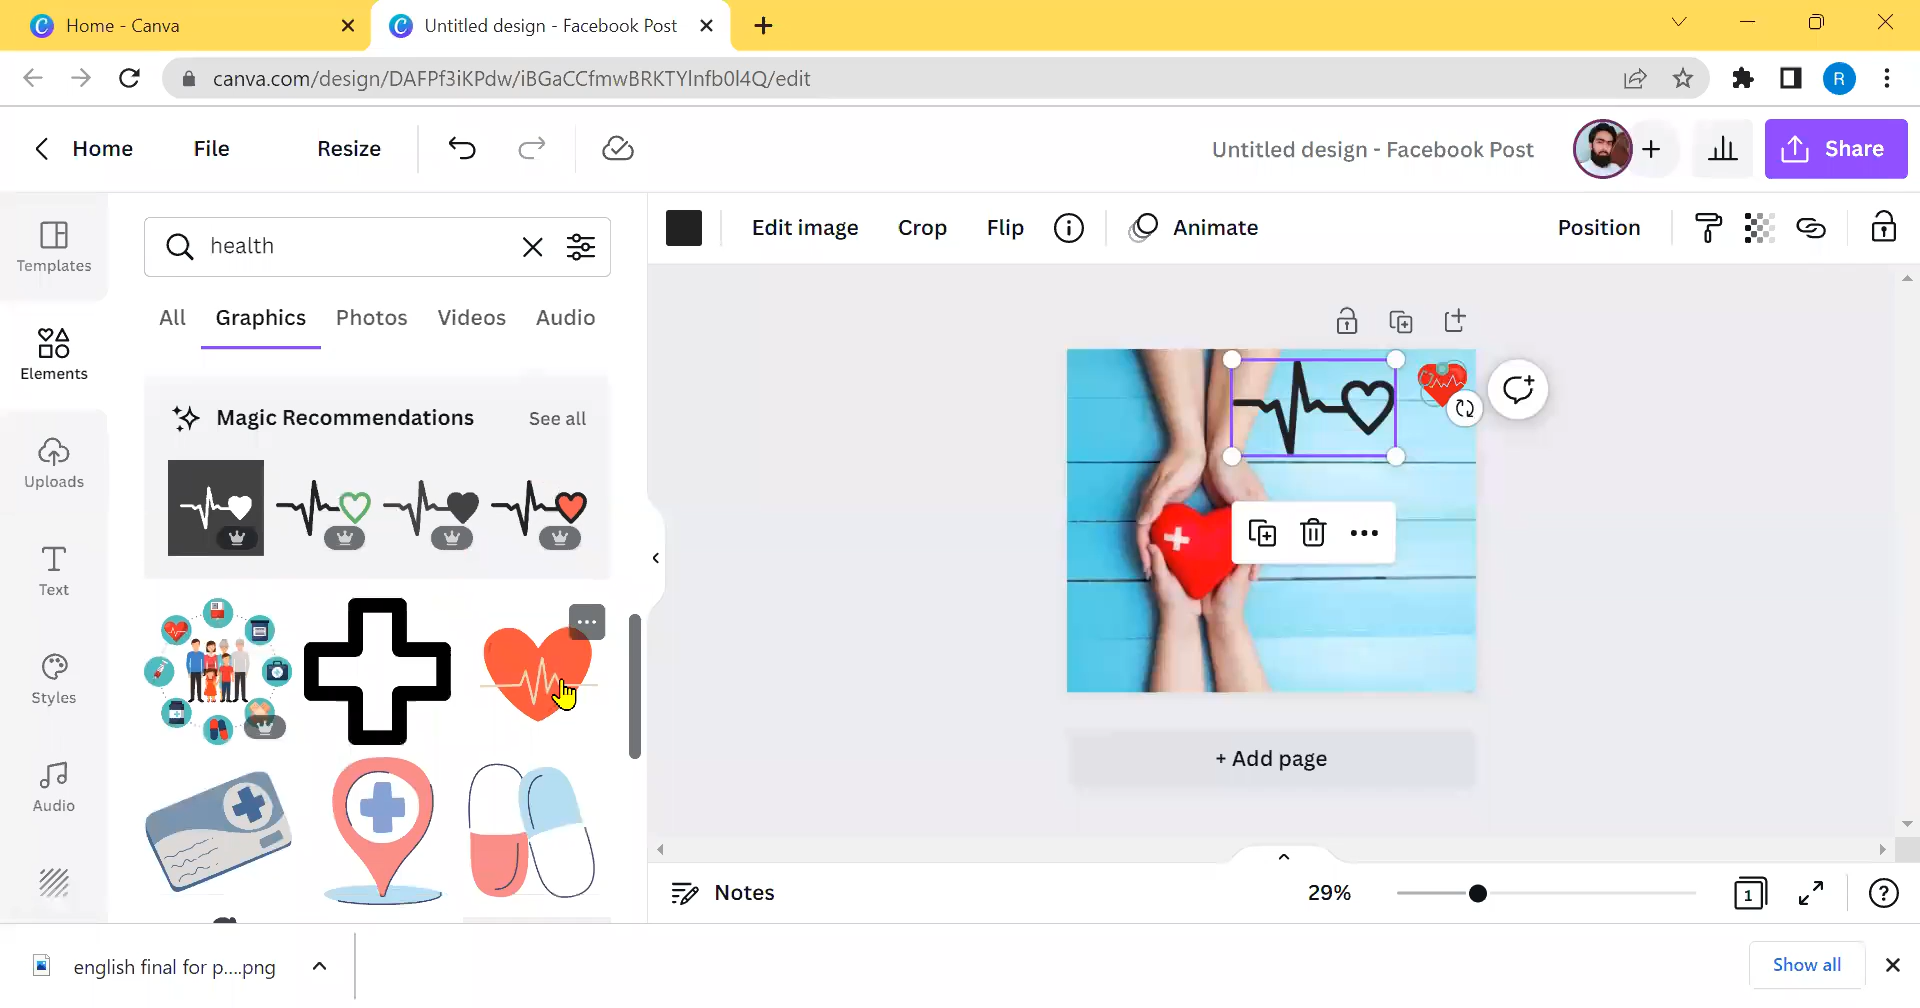 Home - Canva
Untitled design - Facebook Post
canva.com/design/DAFPf3iKPdw/iBGaCCfmwBRKTYlnfb0l4Q/edit
R
Home
File
Resize
Untitled design - Facebook Post
Share
Templates
Elements
Uploads
Text
Styles
Audio
health
All
Graphics
Photos
Videos
Audio
Magic Recommendations
See all
Edit image
Crop
Flip
Animate
Position
+ Add page
Notes
29%
1
english final for p....png
Show all